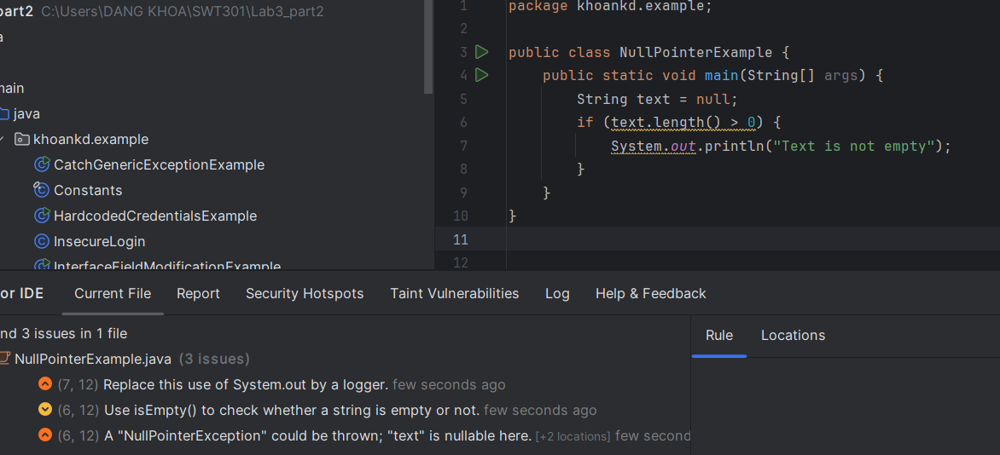 part2 C:\Users\DANG KHOA\SWT301\Lab3_part2
a
main
java
khoankd.example
CatchGenericExceptionExample
Constants
HardcodedCredentialsExample
InsecureLogin
InterfaceFieldModificationExample
1 package khoankd.example;
2
3 public class NullPointerExample {
4 public static void main(String[] args) {
5 String text = null;
6 if (text.length() > 0) {
7 System.out.println("Text is not empty");
8 }
9 }
10 }
11
12
or IDE Current File Report Security Hotspots Taint Vulnerabilities Log Help & Feedback
nd 3 issues in 1 file
NullPointerExample.java (3 issues)
(7, 12) Replace this use of System.out by a logger. few seconds ago
(6, 12) Use isEmpty() to check whether a string is empty or not. few seconds ago
(6, 12) A "NullPointerException" could be thrown; "text" is nullable here. [+2 locations] few second
Rule Locations